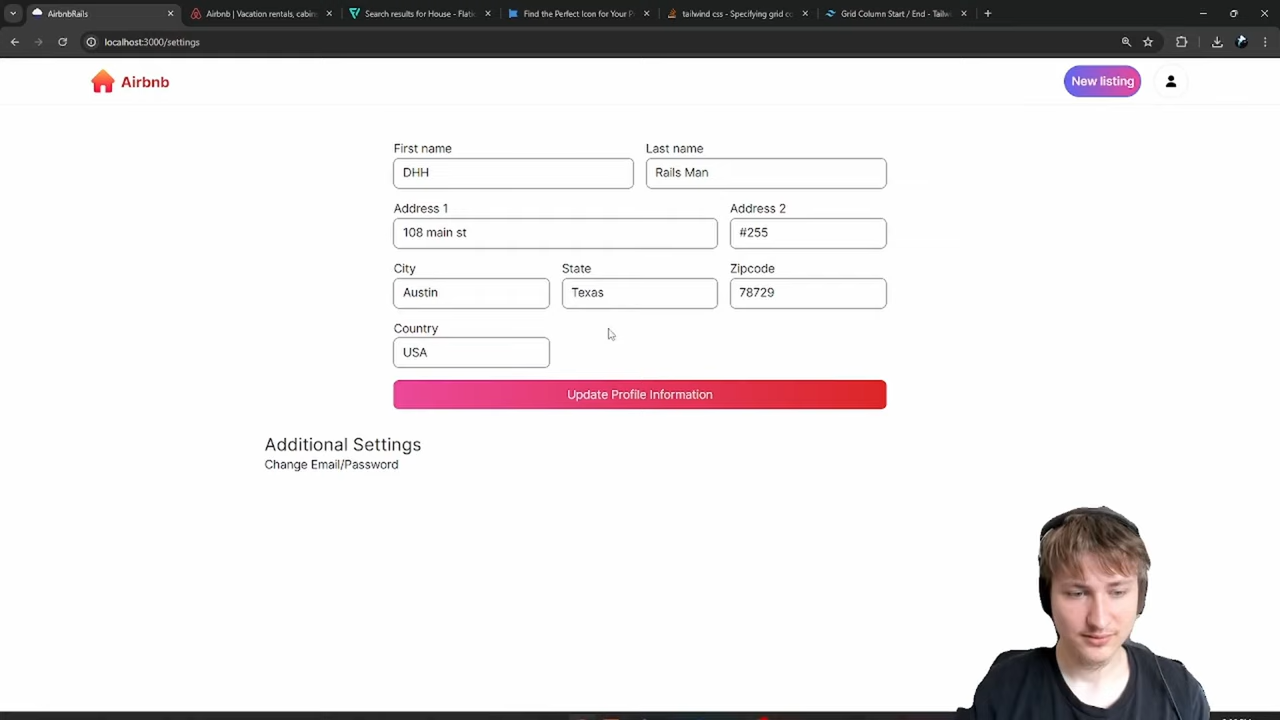 AirbnbRails
Airbnb | Vacation rentals, cabin
Search results for House - Flati
Find the Perfect Icon for Your P
tailwind css - Specifying grid co
Grid Column Start / End - Tailw
localhost:3000/settings
Airbnb
New listing
First name
Last name
DHH
Rails Man
Address 1
Address 2
108 main st
#255
City
State
Zipcode
Austin
Texas
78729
Country
USA
Update Profile Information
Additional Settings
Change Email/Password